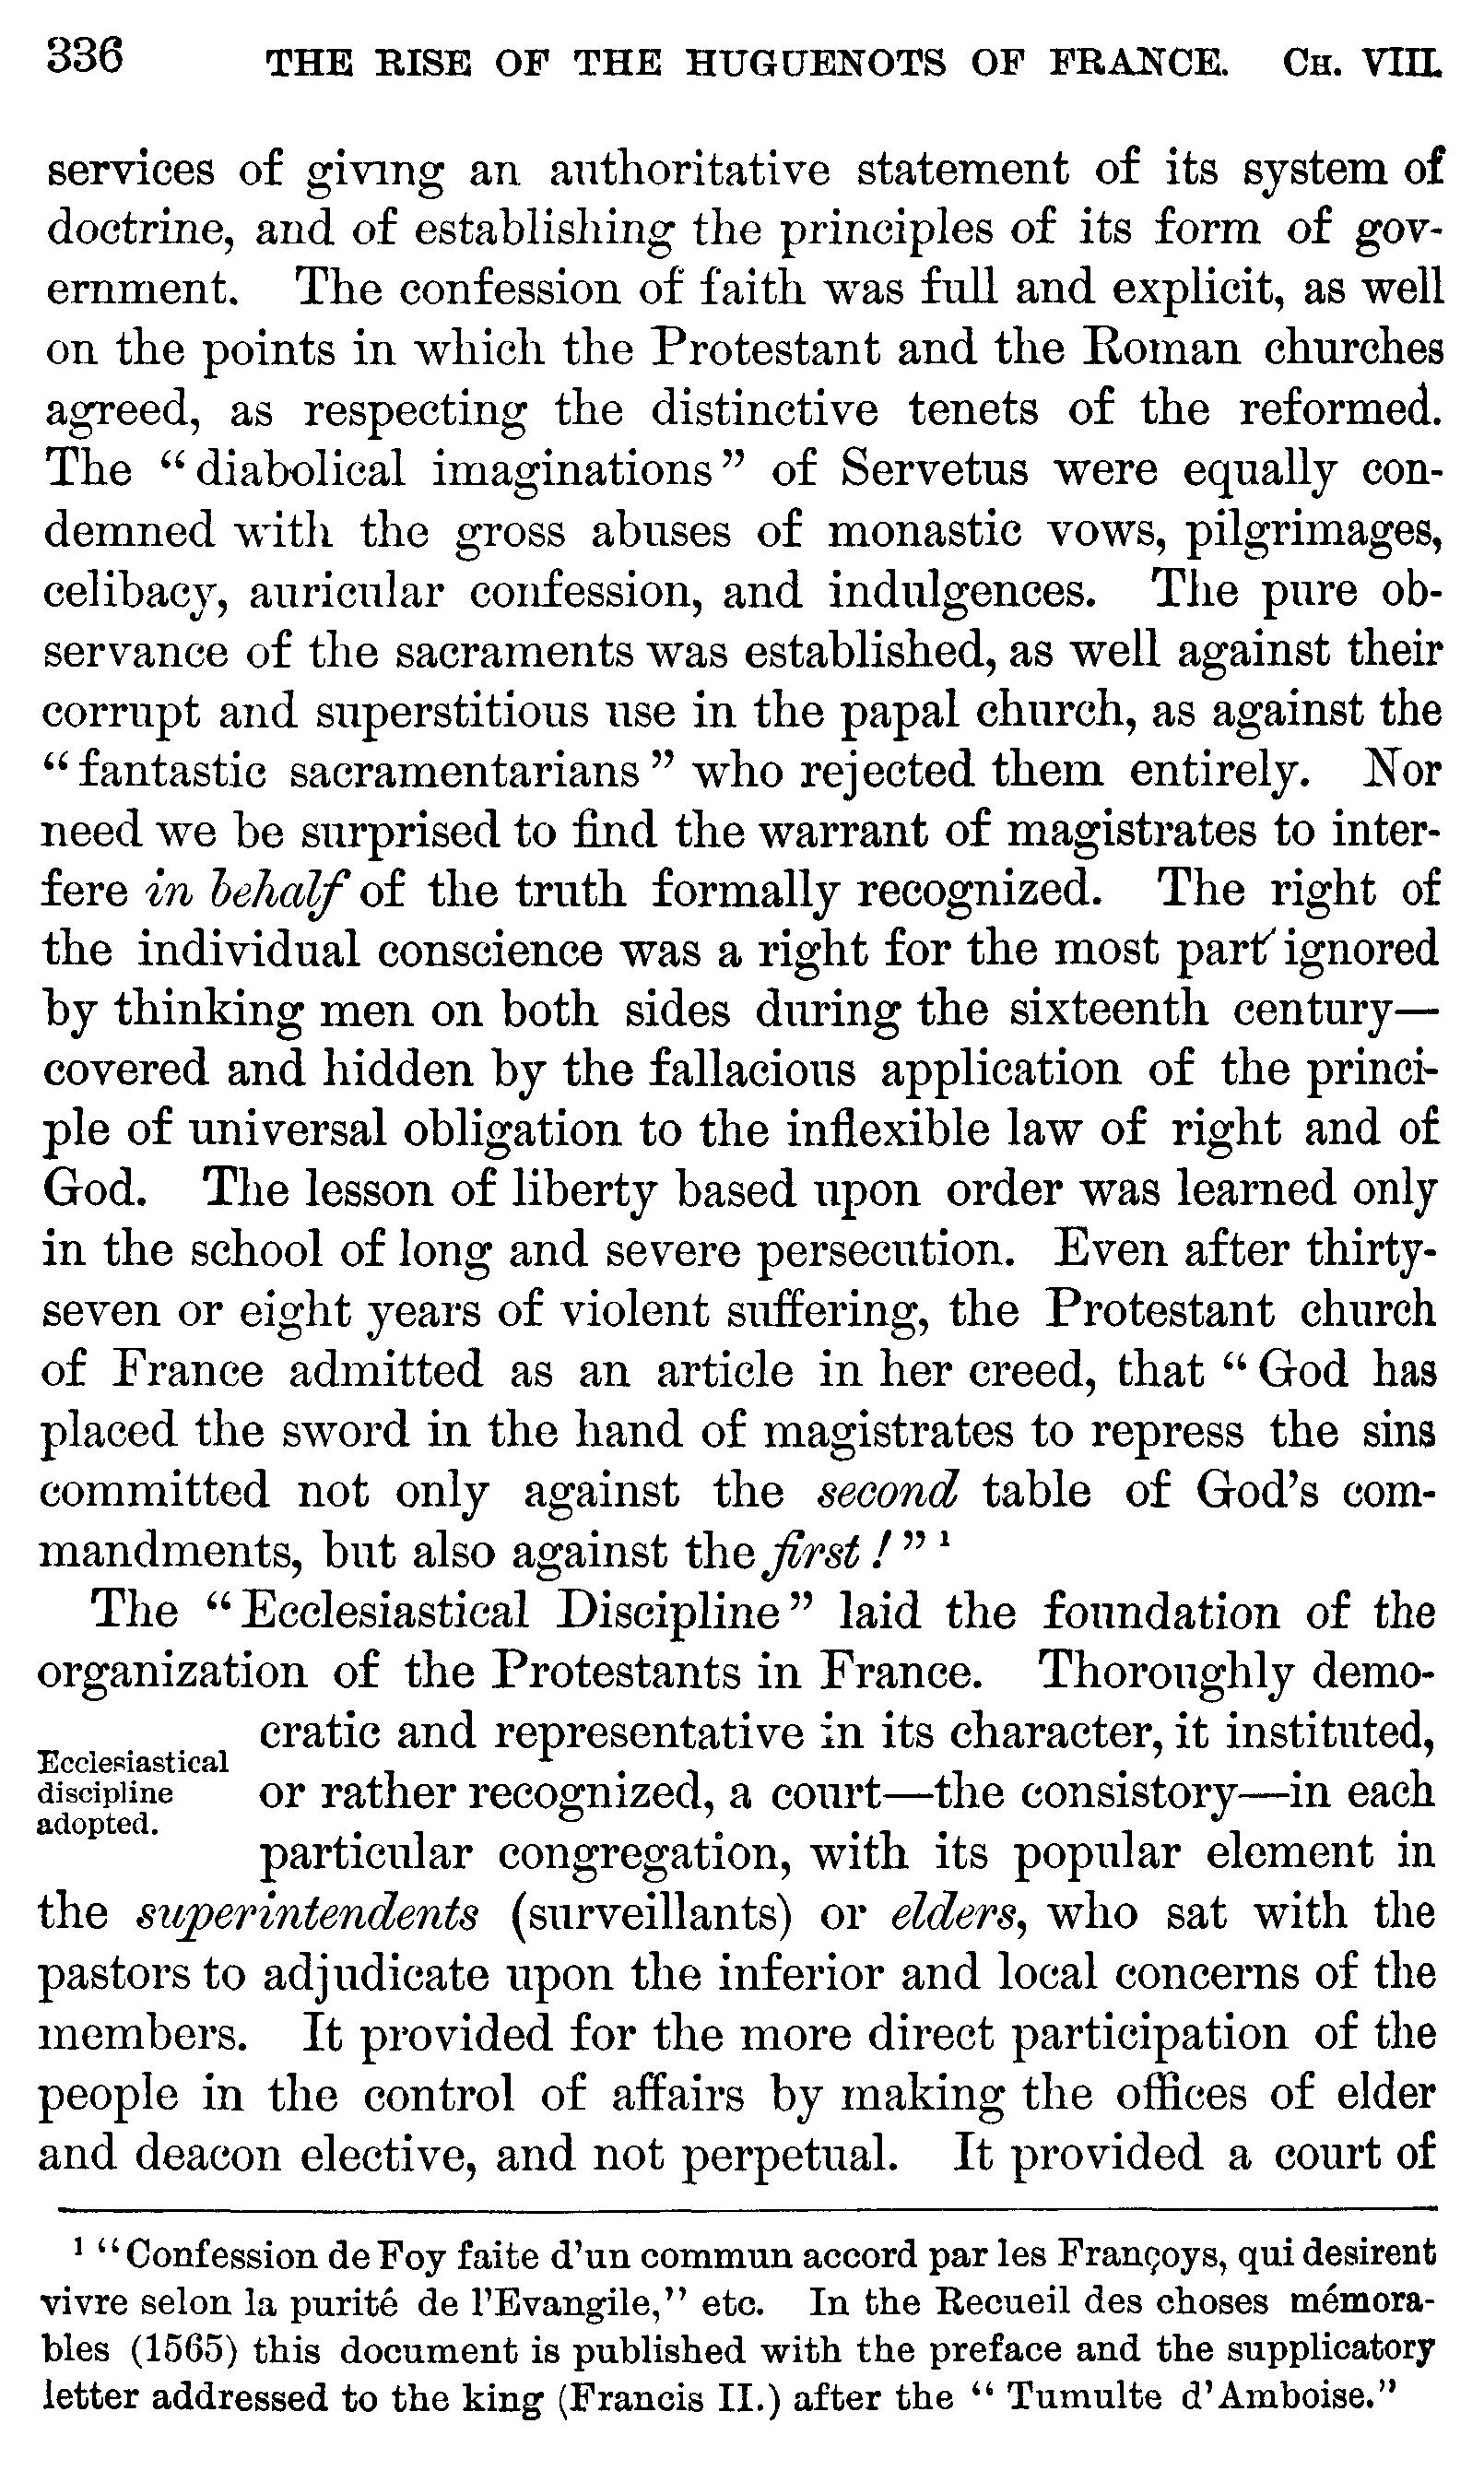 336 THE RISE OF THE HUGUENOTS OF FRANCE. CH. VIII.
services of giving an authoritative statement of its system of
doctrine, and of establishing the principles of its form of gov-
ernment. The confession of faith was full and explicit, as well
on the points in which the Protestant and the Roman churches
agreed, as respecting the distinctive tenets of the reformed.
The “diabolical imaginations” of Servetus were equally con-
demned with the gross abuses of monastic vows, pilgrimages,
celibacy, auricular confession, and indulgences. The pure ob-
servance of the sacraments was established, as well against their
corrupt and superstitious use in the papal church, as against the
“fantastic sacramentarians” who rejected them entirely. Nor
need we be surprised to find the warrant of magistrates to inter-
fere in behalf of the truth formally recognized. The right of
the individual conscience was a right for the most part ignored
by thinking men on both sides during the sixteenth century—
covered and hidden by the fallacious application of the princi-
ple of universal obligation to the inflexible law of right and of
God. The lesson of liberty based upon order was learned only
in the school of long and severe persecution. Even after thirty-
seven or eight years of violent suffering, the Protestant church
of France admitted as an article in her creed, that “God has
placed the sword in the hand of magistrates to repress the sins
committed not only against the second table of God’s com-
mandments, but also against the first!” ¹
The “Ecclesiastical Discipline” laid the foundation of the
organization of the Protestants in France. Thoroughly demo-
Ecclesiastical
discipline
adopted.
cratic and representative in its character, it instituted,
or rather recognized, a court—the consistory—in each
particular congregation, with its popular element in
the superintendents (surveillants) or elders, who sat with the
pastors to adjudicate upon the inferior and local concerns of the
members. It provided for the more direct participation of the
people in the control of affairs by making the offices of elder
and deacon elective, and not perpetual. It provided a court of
¹ “Confession de Foy faite d’un commun accord par les Françoys, qui desirent
vivre selon la purité de l’Evangile,” etc. In the Recueil des choses mémora-
bles (1565) this document is published with the preface and the supplicatory
letter addressed to the king (Francis II.) after the “Tumulte d’Amboise.”